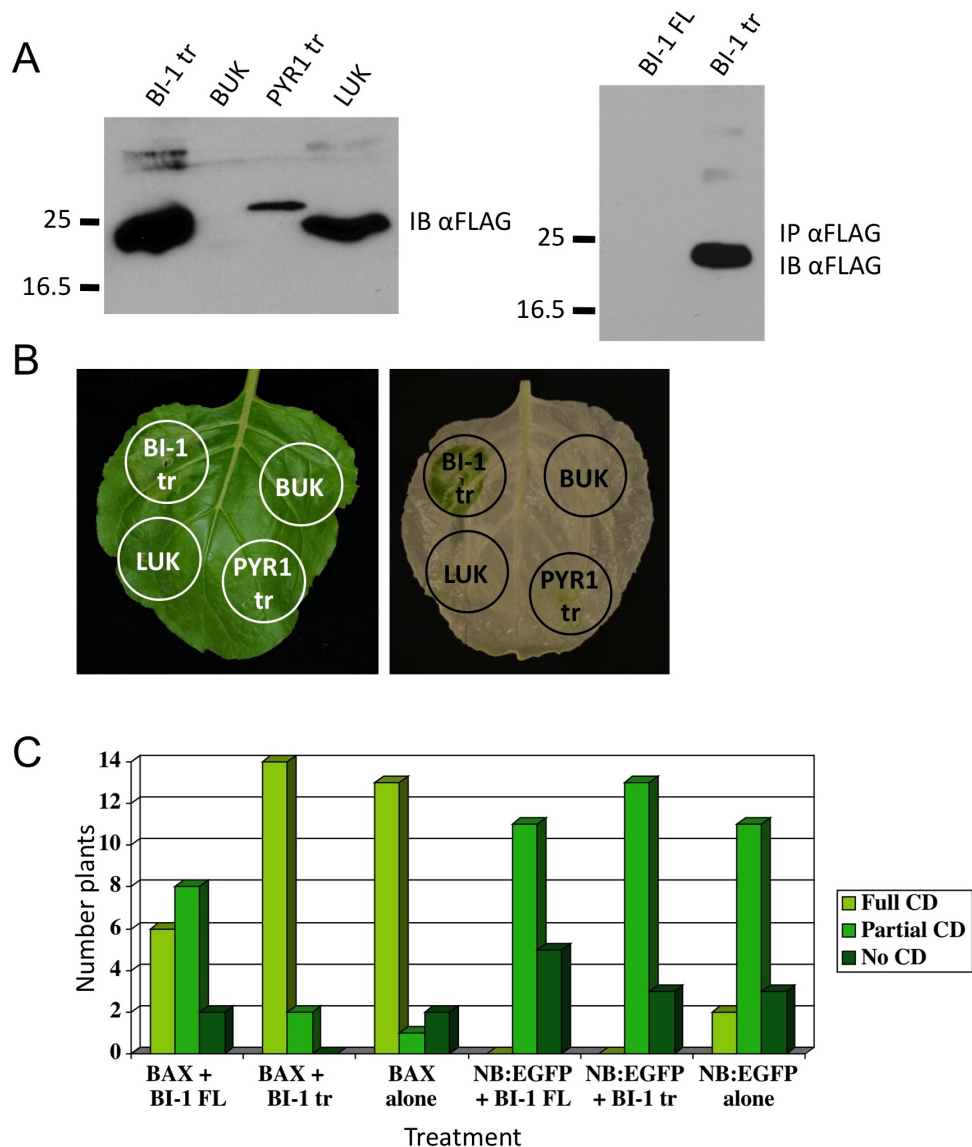 A
BI-1 tr
BUK
PYR1 tr
LUK
25
16.5
IB αFLAG
BI-1 FL
BI-1 tr
25
16.5
IP αFLAG
IB αFLAG
B
BI-1
tr
BUK
LUK
PYR1
tr
BI-1
tr
BUK
LUK
PYR1
tr
C
Number plants
14
12
10
8
6
4
2
0
BAX +
BI-1 FL
BAX +
BI-1 tr
BAX
alone
NB:EGFP
+ BI-1 FL
NB:EGFP
+ BI-1 tr
NB:EGFP
alone
Treatment
Full CD
Partial CD
No CD